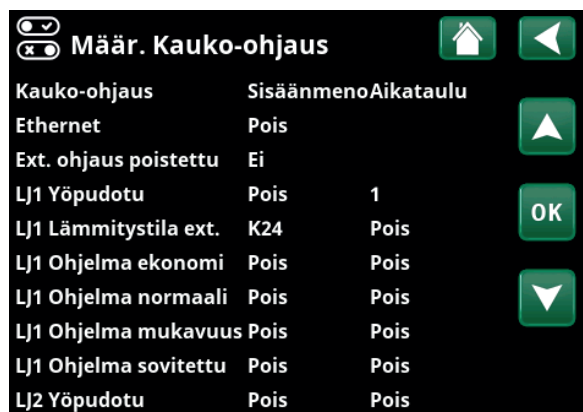 Määr. Kauko-ohjaus
Kauko-ohjaus SisäänmenoAikataulu
Ethernet Pois
Ext. ohjaus poistettu Ei
LJ1 Yöpudotu Pois 1
LJ1 Lämmitystila ext. K24 Pois
OK
LJ1 Ohjelma ekonomi Pois Pois
LJ1 Ohjelma normaali Pois Pois
LJ1 Ohjelma mukavuus Pois Pois
LJ1 Ohjelma sovitettu Pois Pois
LJ2 Yöpudotu Pois Pois